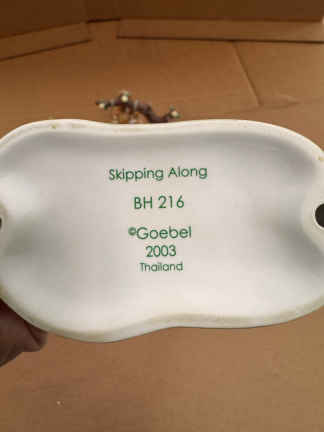 Skipping Along
BH 216
©Goebel
2003
Thailand